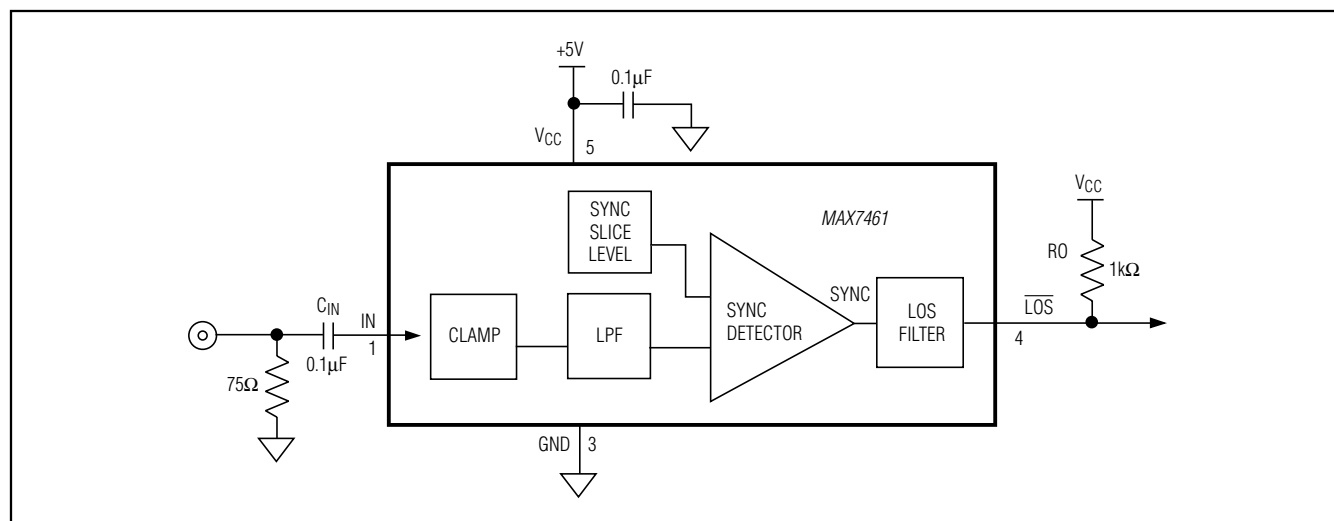 +5V
0.1µF
VCC
5
SYNC
SLICE
LEVEL
MAX7461
VCC
RO
1kΩ
CIN
IN
1
0.1µF
75Ω
CLAMP
LPF
SYNC
DETECTOR
SYNC
LOS
FILTER
LOS
4
GND
3